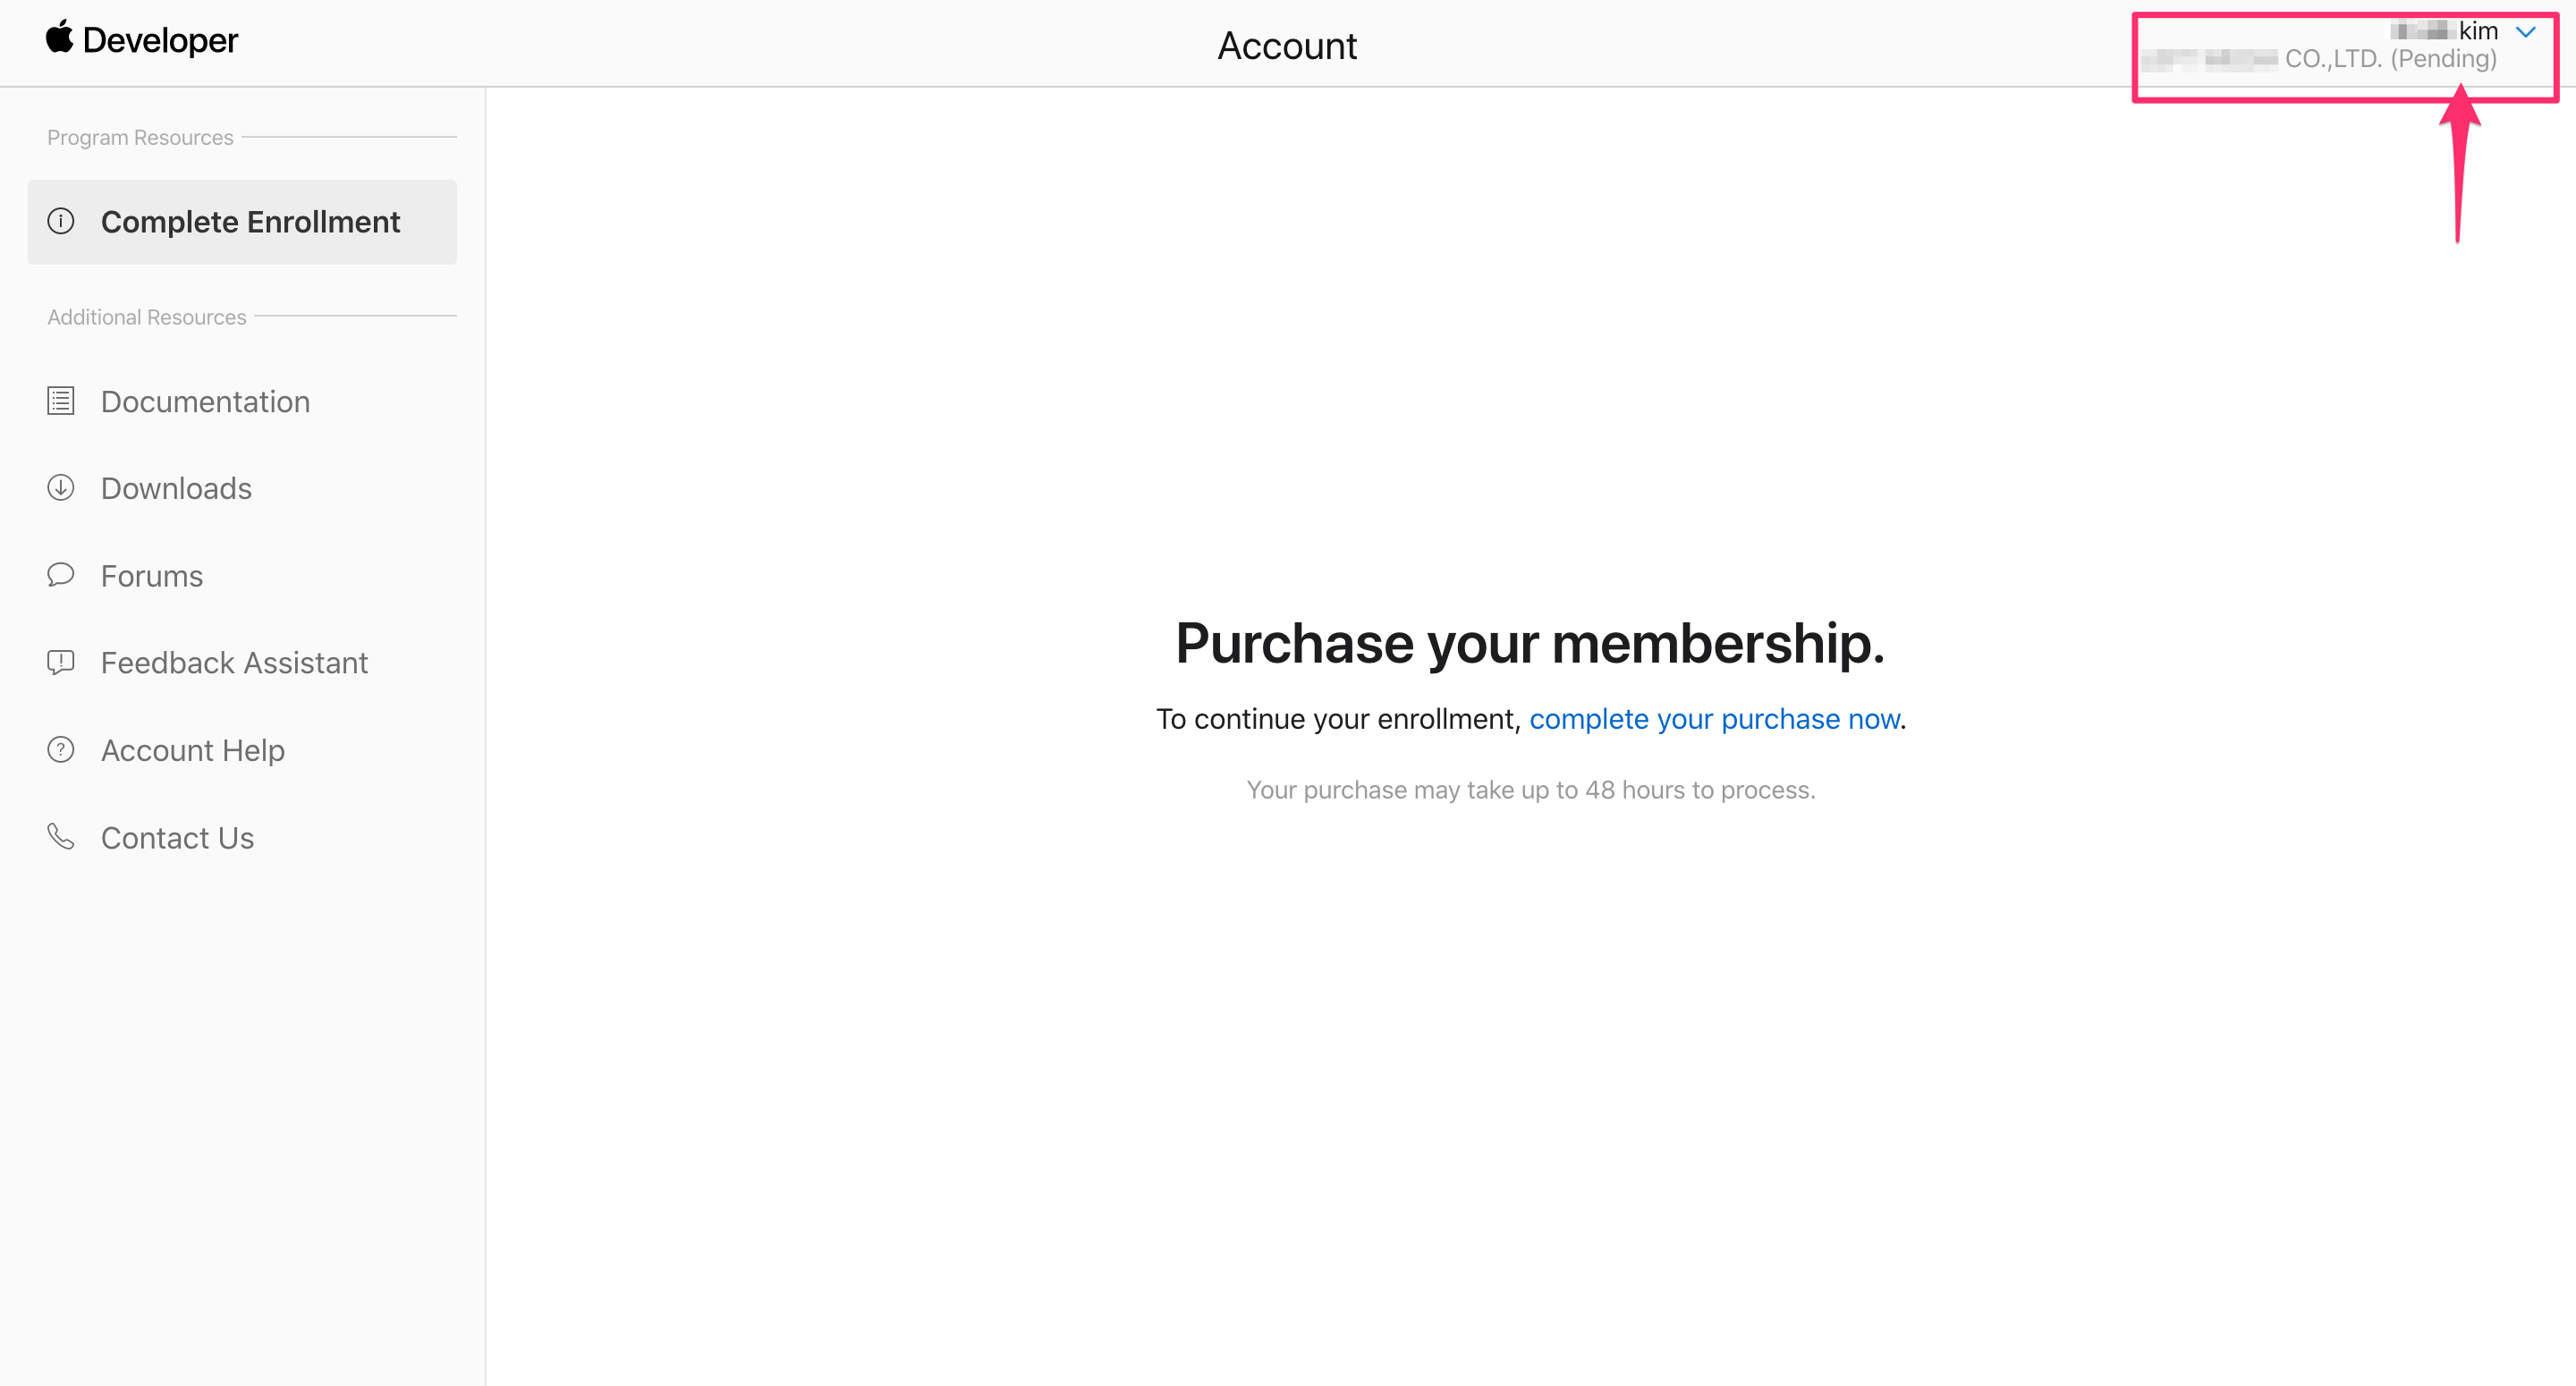 Developer
Account
kim
CO.,LTD. (Pending)
Program Resources
Complete Enrollment
Additional Resources
Documentation
Downloads
Forums
Feedback Assistant
Account Help
Contact Us
Purchase your membership.
To continue your enrollment, complete your purchase now.
Your purchase may take up to 48 hours to process.